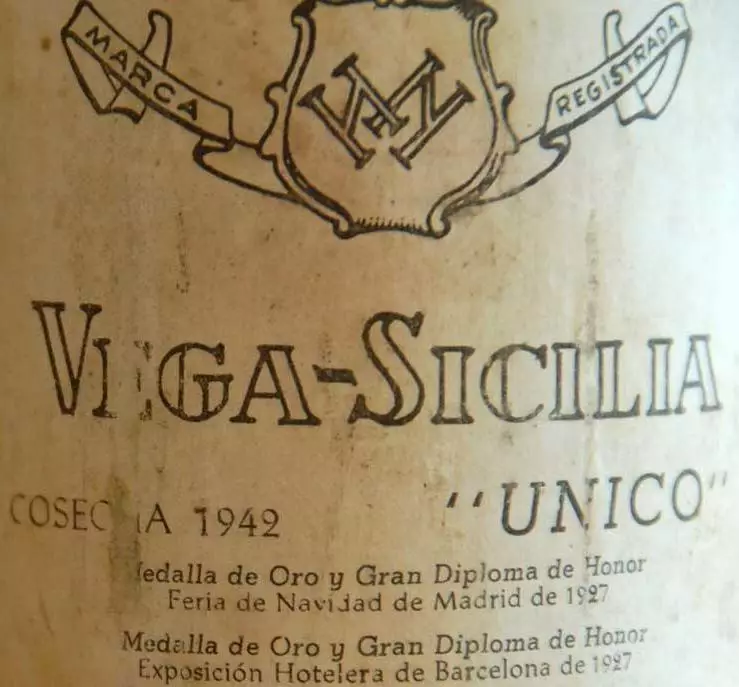 MARCA REGISTRADA
VEGA-SICILIA
COSECHA 1942 "UNICO"
Medalla de Oro y Gran Diploma de Honor
Feria de Navidad de Madrid de 1927
Medalla de Oro y Gran Diploma de Honor
Exposición Hotelera de Barcelona de 1927